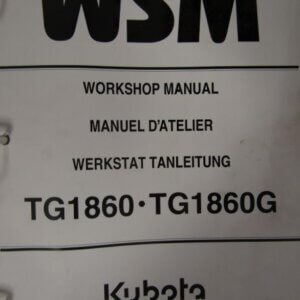 WSM
WORKSHOP MANUAL
MANUEL D'ATELIER
WERKSTAT TANLEITUNG
TG1860・TG1860G
Kubota